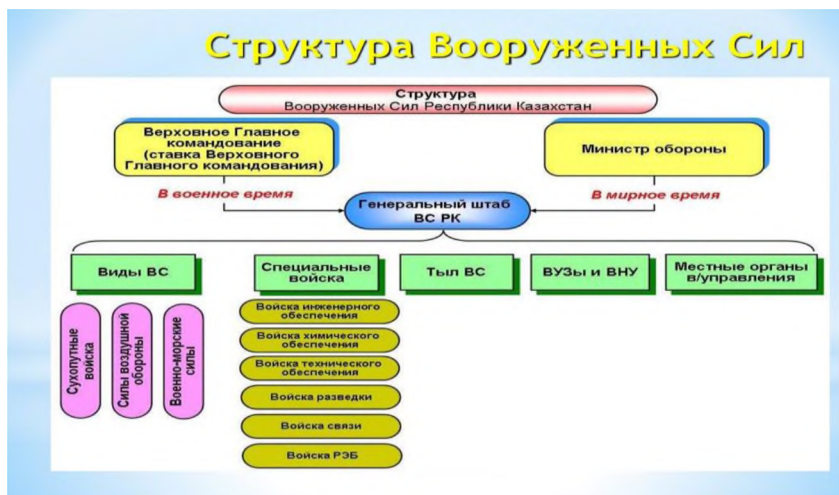 Структура Вооруженных Сил
Структура
Вооруженных Сил Республики Казахстан
Верховное Главное
командование
(ставка Верховного
Главного командования)
Министр обороны
В военное время
В мирное время
Генеральный штаб
ВС РК
Виды ВС
Специальные
войска
Тыл ВС
ВУЗы и ВНУ
Местные органы
в/управления
Сухопутные
войска
Силы воздушной
обороны
Военно-морские
силы
Войска инженерного
обеспечения
Войска химического
обеспечения
Войска технического
обеспечения
Войска разведки
Войска связи
Войска РЭБ